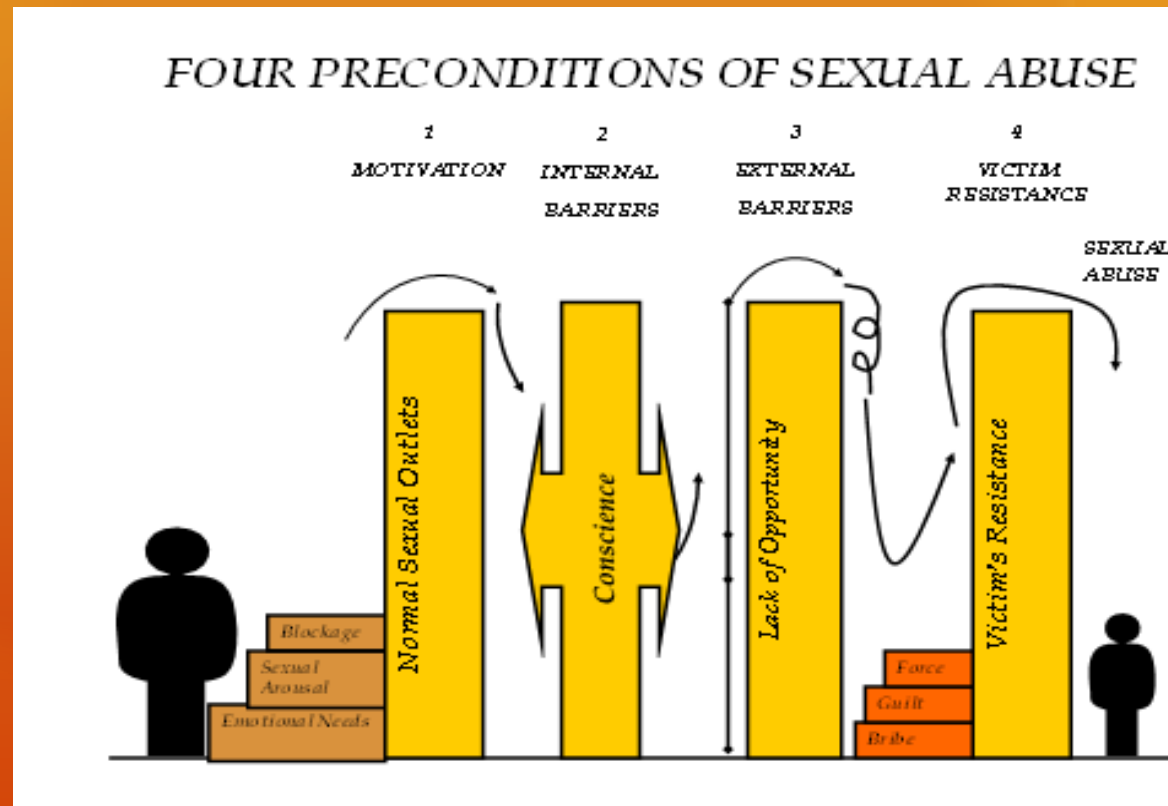 FOUR PRECONDITIONS OF SEXUAL ABUSE
1
MOTIVATION
2
INTERNAL
BARRIERS
3
EXTERNAL
BARRIERS
4
VICTIM
RESISTANCE
SEXUAL
ABUSE
Normal Sexual Outlets
Conscience
Lack of Opportunity
Victim's Resistance
Blockage
Sexual
Arousal
Emotional Needs
Force
Guilt
Bribe